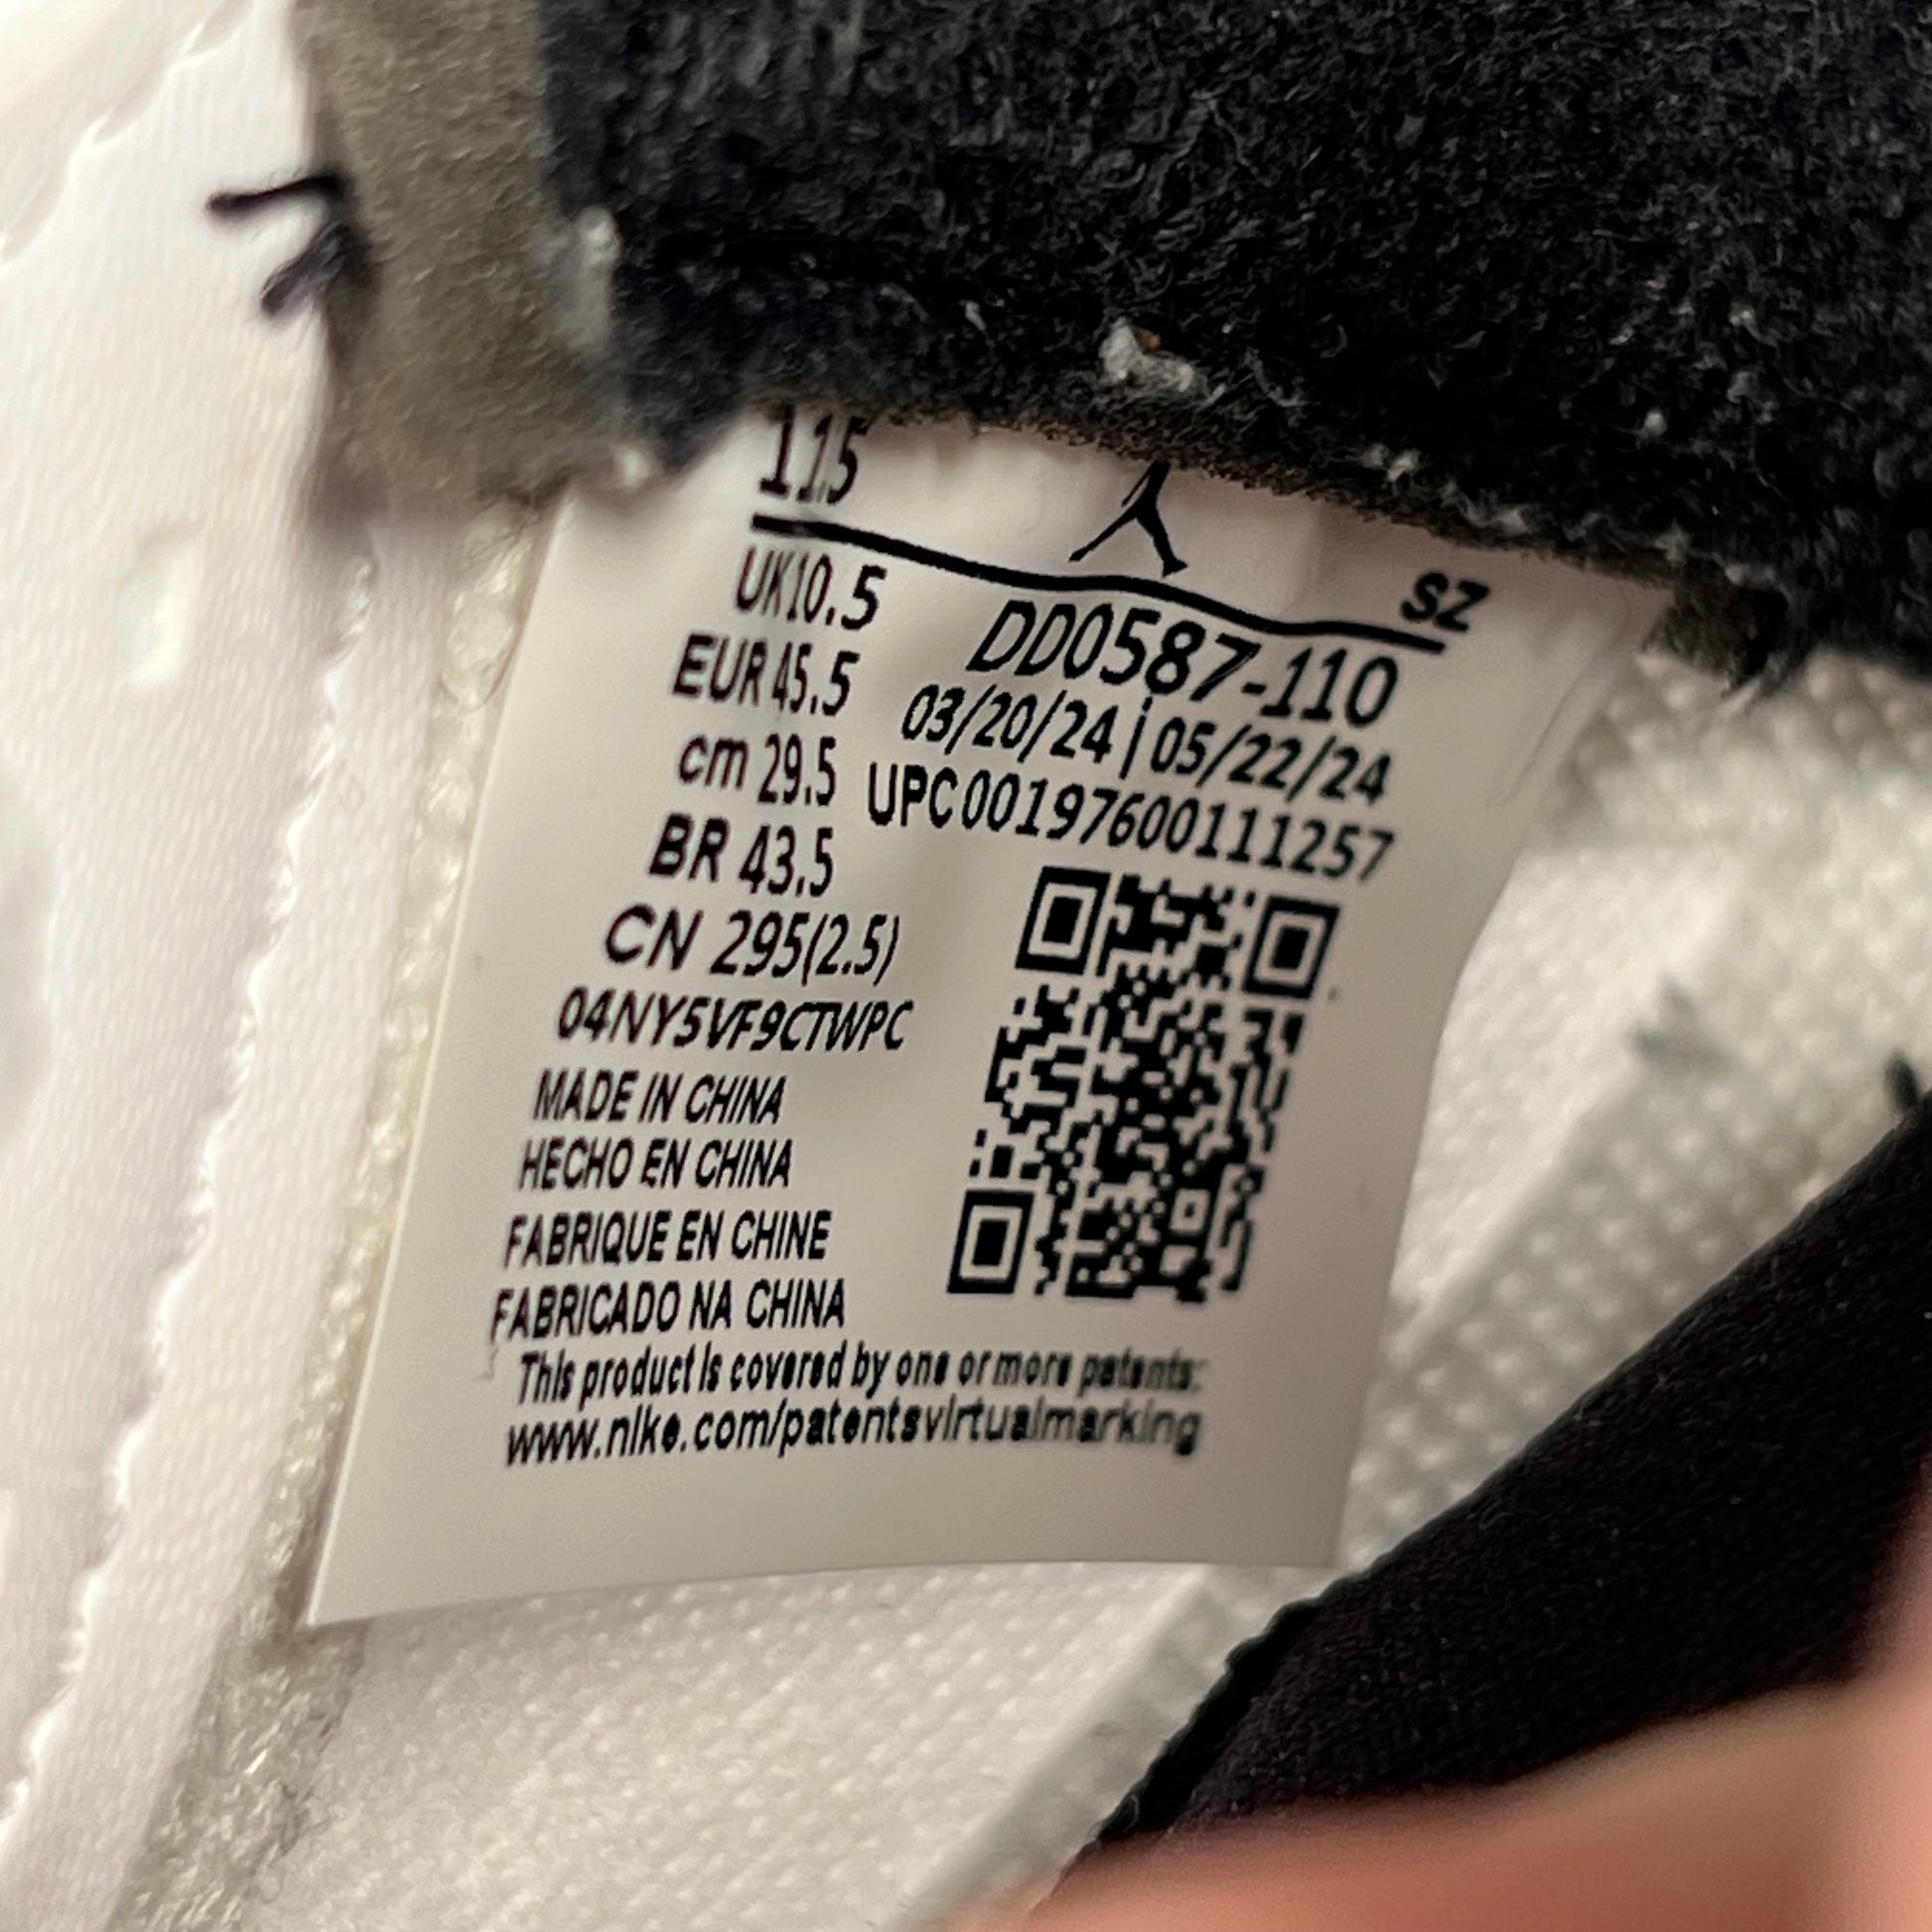 11.5
SZ
UK10.5
DD0587-110
EUR 45.5
03/20/24 | 05/22/24
cm 29.5
UPC001976001112​57
BR 43.5
CN 295(2.5)
04NY5VF9CTWPC
MADE IN CHINA
HECHO EN CHINA
FABRIQUE EN CHINE
FABRICADO NA CHINA
This product is covered by one or more patents:
www.nike.com/patentsvirtualmarking